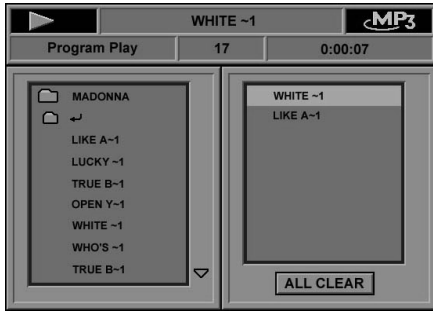 WHITE ~1
MP3
Program Play 17 0:00:07
MADONNA
LIKE A~1
LUCKY ~1
TRUE B~1
OPEN Y~1
WHITE ~1
WHO'S ~1
TRUE B~1
WHITE ~1
LIKE A~1
ALL CLEAR